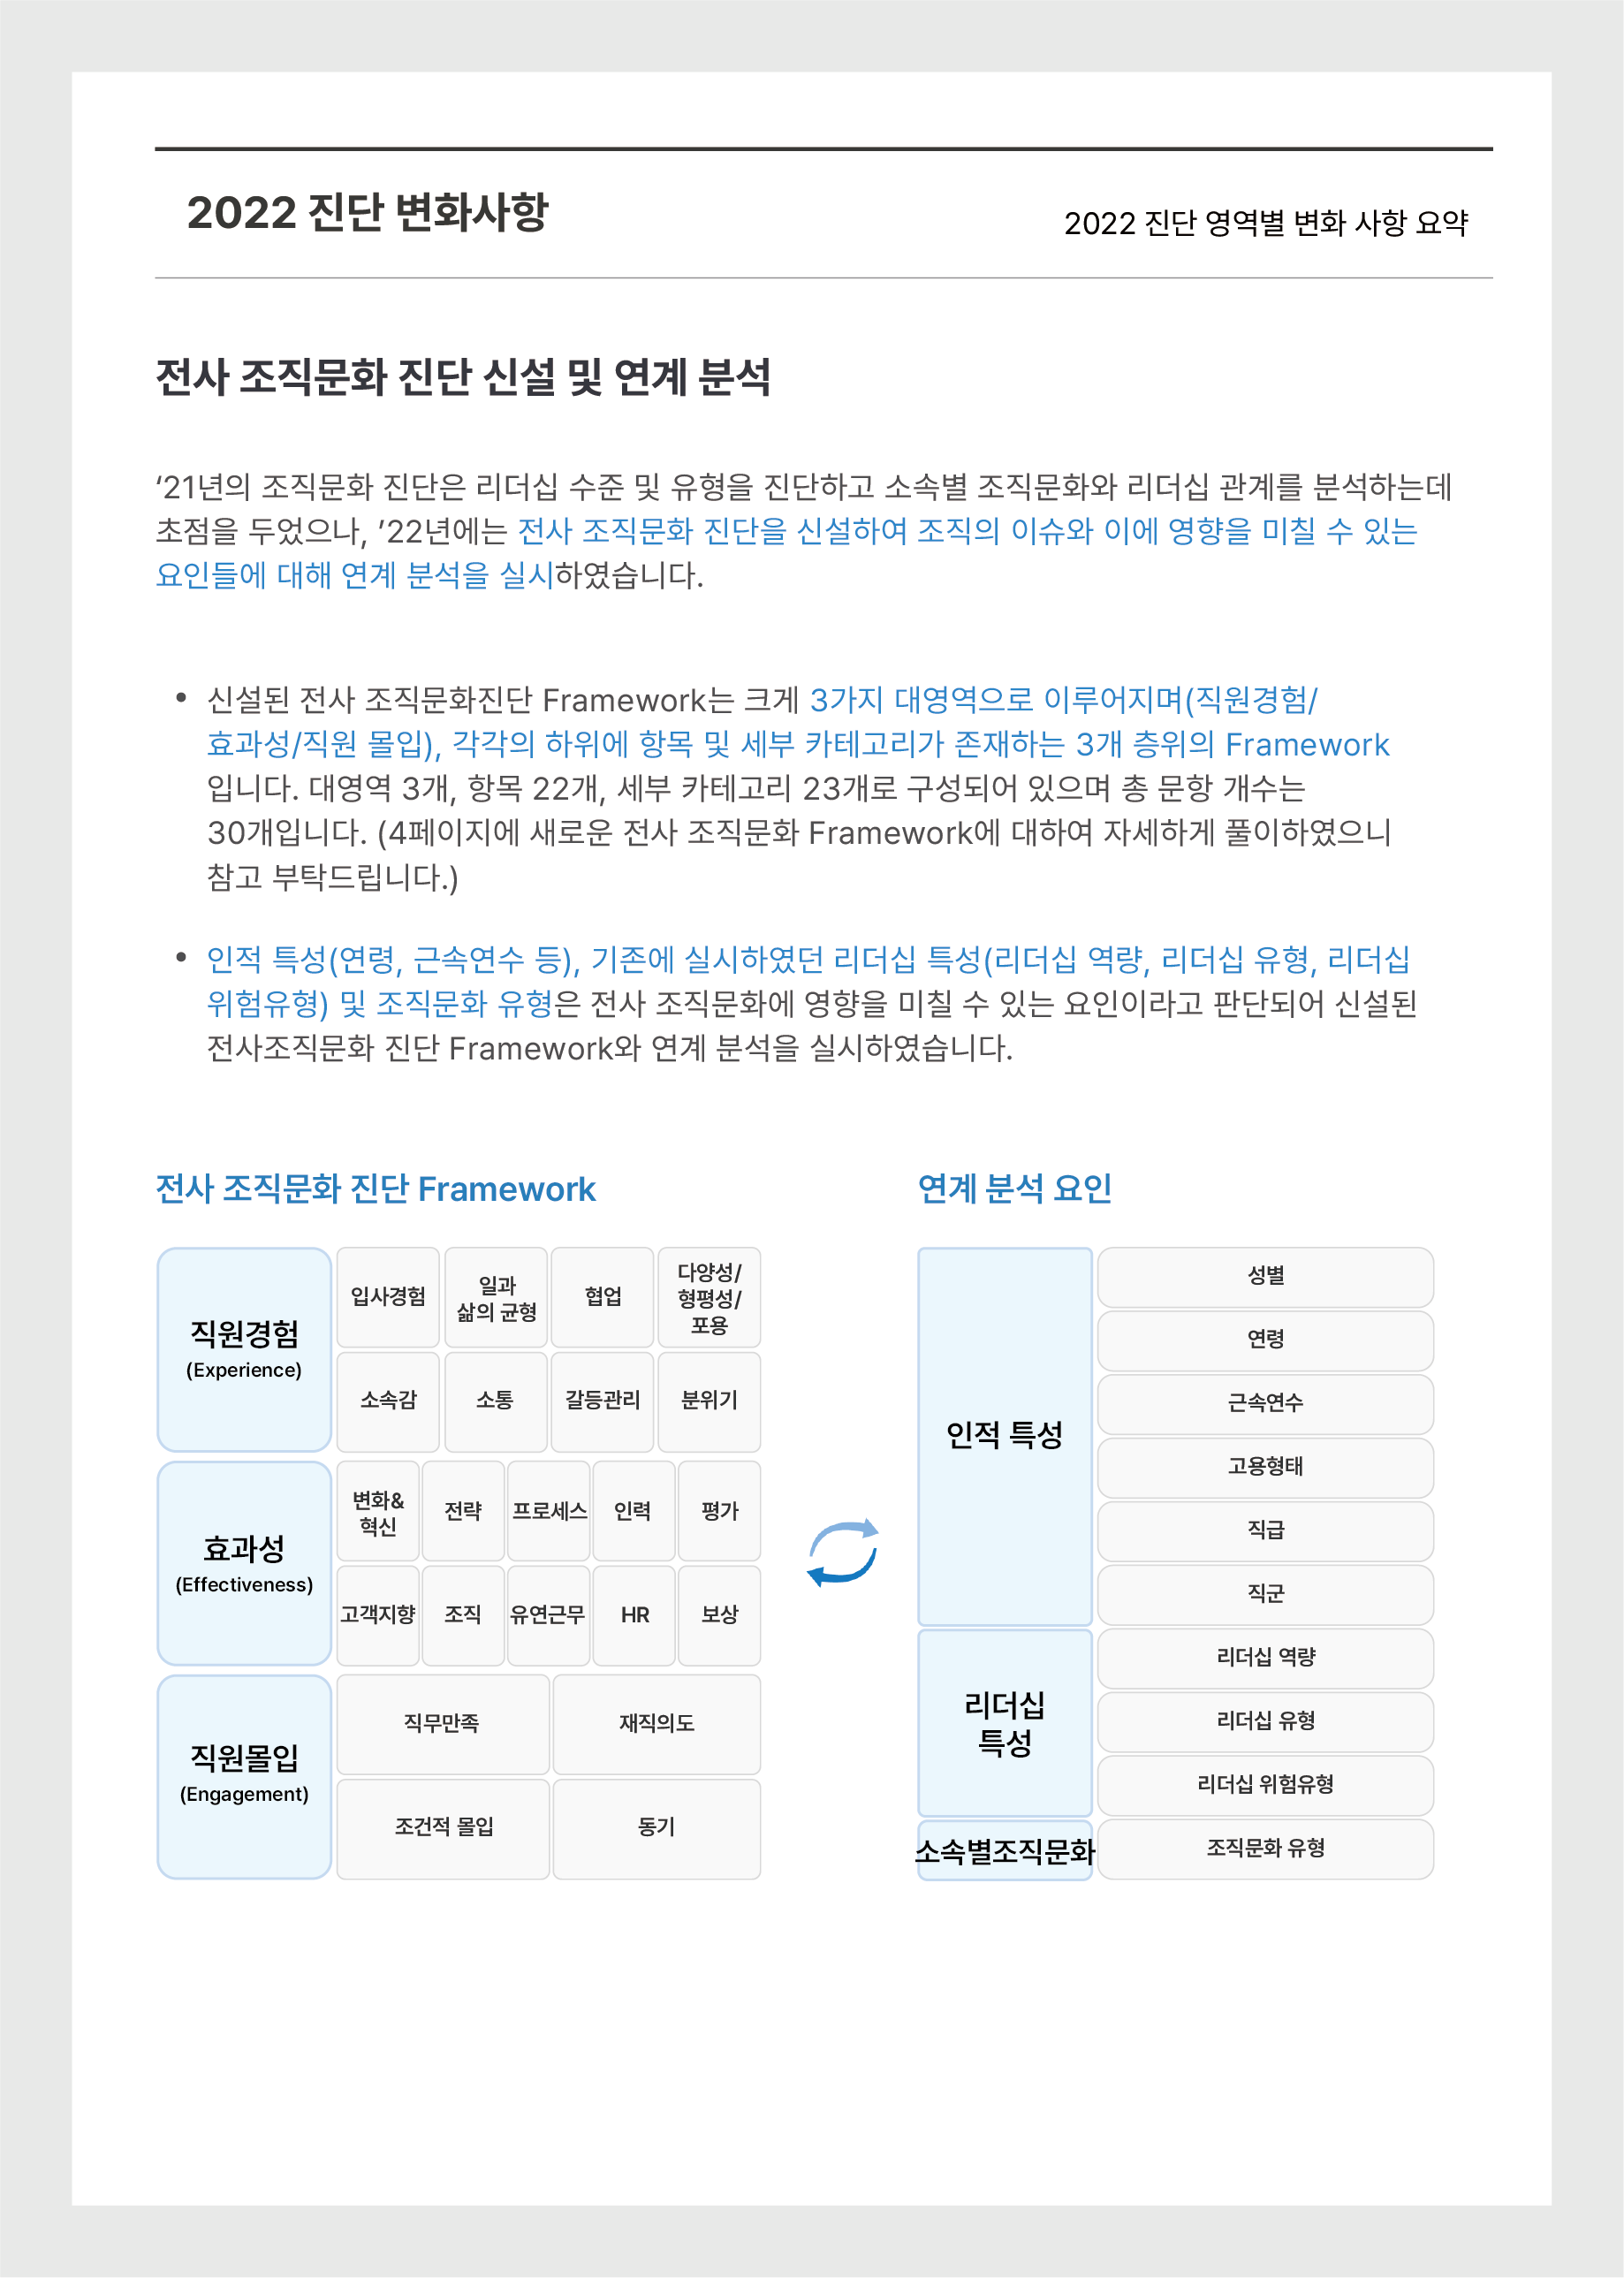 2022 진단 변화사항
2022 진단 영역별 변화 사항 요약
전사 조직문화 진단 신설 및 연계 분석
‘21년의 조직문화 진단은 리더십 수준 및 유형을 진단하고 소속별 조직문화와 리더십 관계를 분석하는데
초점을 두었으나, ’22년에는 전사 조직문화 진단을 신설하여 조직의 이슈와 이에 영향을 미칠 수 있는
요인들에 대해 연계 분석을 실시하였습니다.
• 신설된 전사 조직문화진단 Framework는 크게 3가지 대영역으로 이루어지며(직원경험/
효과성/직원 몰입), 각각의 하위에 항목 및 세부 카테고리가 존재하는 3개 층위의 Framework
입니다. 대영역 3개, 항목 22개, 세부 카테고리 23개로 구성되어 있으며 총 문항 개수는
30개입니다. (4페이지에 새로운 전사 조직문화 Framework에 대하여 자세하게 풀이하였으니
참고 부탁드립니다.)
• 인적 특성(연령, 근속연수 등), 기존에 실시하였던 리더십 특성(리더십 역량, 리더십 유형, 리더십
위험유형) 및 조직문화 유형은 전사 조직문화에 영향을 미칠 수 있는 요인이라고 판단되어 신설된
전사조직문화 진단 Framework와 연계 분석을 실시하였습니다.
전사 조직문화 진단 Framework
직원경험
(Experience)
입사경험
일과
삶의 균형
협업
다양성/
형평성/
포용
소속감
소통
갈등관리
분위기
효과성
(Effectiveness)
변화&
혁신
전략
프로세스
인력
평가
고객지향
조직
유연근무
HR
보상
직원몰입
(Engagement)
직무만족
재직의도
조건적 몰입
동기
연계 분석 요인
인적 특성
성별
연령
근속연수
고용형태
직급
직군
리더십
특성
리더십 역량
리더십 유형
리더십 위험유형
소속별조직문화
조직문화 유형